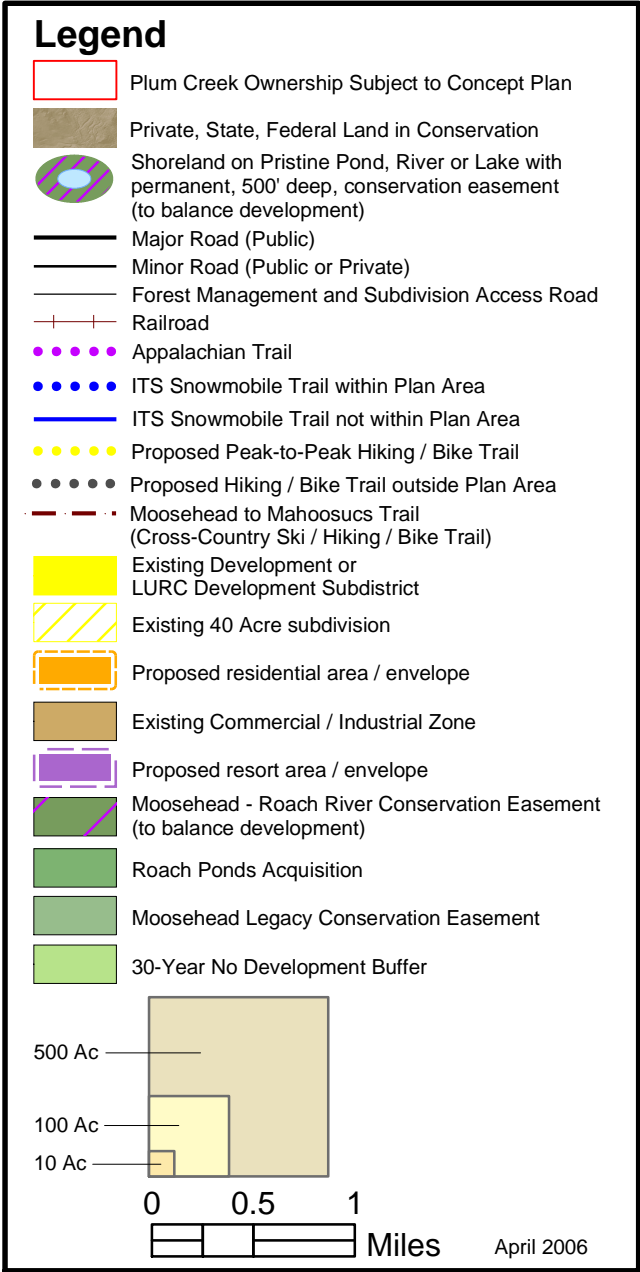 Legend
Plum Creek Ownership Subject to Concept Plan
Private, State, Federal Land in Conservation
Shoreland on Pristine Pond, River or Lake with
permanent, 500' deep, conservation easement
(to balance development)
Major Road (Public)
Minor Road (Public or Private)
Forest Management and Subdivision Access Road
Railroad
Appalachian Trail
ITS Snowmobile Trail within Plan Area
ITS Snowmobile Trail not within Plan Area
Proposed Peak-to-Peak Hiking / Bike Trail
Proposed Hiking / Bike Trail outside Plan Area
Moosehead to Mahoosucs Trail
(Cross-Country Ski / Hiking / Bike Trail)
Existing Development or
LURC Development Subdistrict
Existing 40 Acre subdivision
Proposed residential area / envelope
Existing Commercial / Industrial Zone
Proposed resort area / envelope
Moosehead - Roach River Conservation Easement
(to balance development)
Roach Ponds Acquisition
Moosehead Legacy Conservation Easement
30-Year No Development Buffer
500 Ac
100 Ac
10 Ac
0 0.5 1
Miles
April 2006